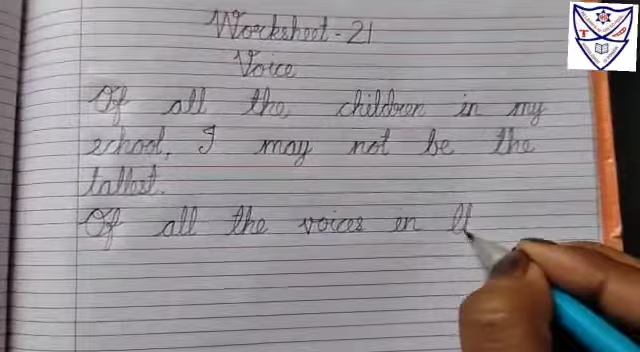 Worksheet - 21
Voice
Of all the children in my
school, I may not be the
tallest.
Of all the voices in